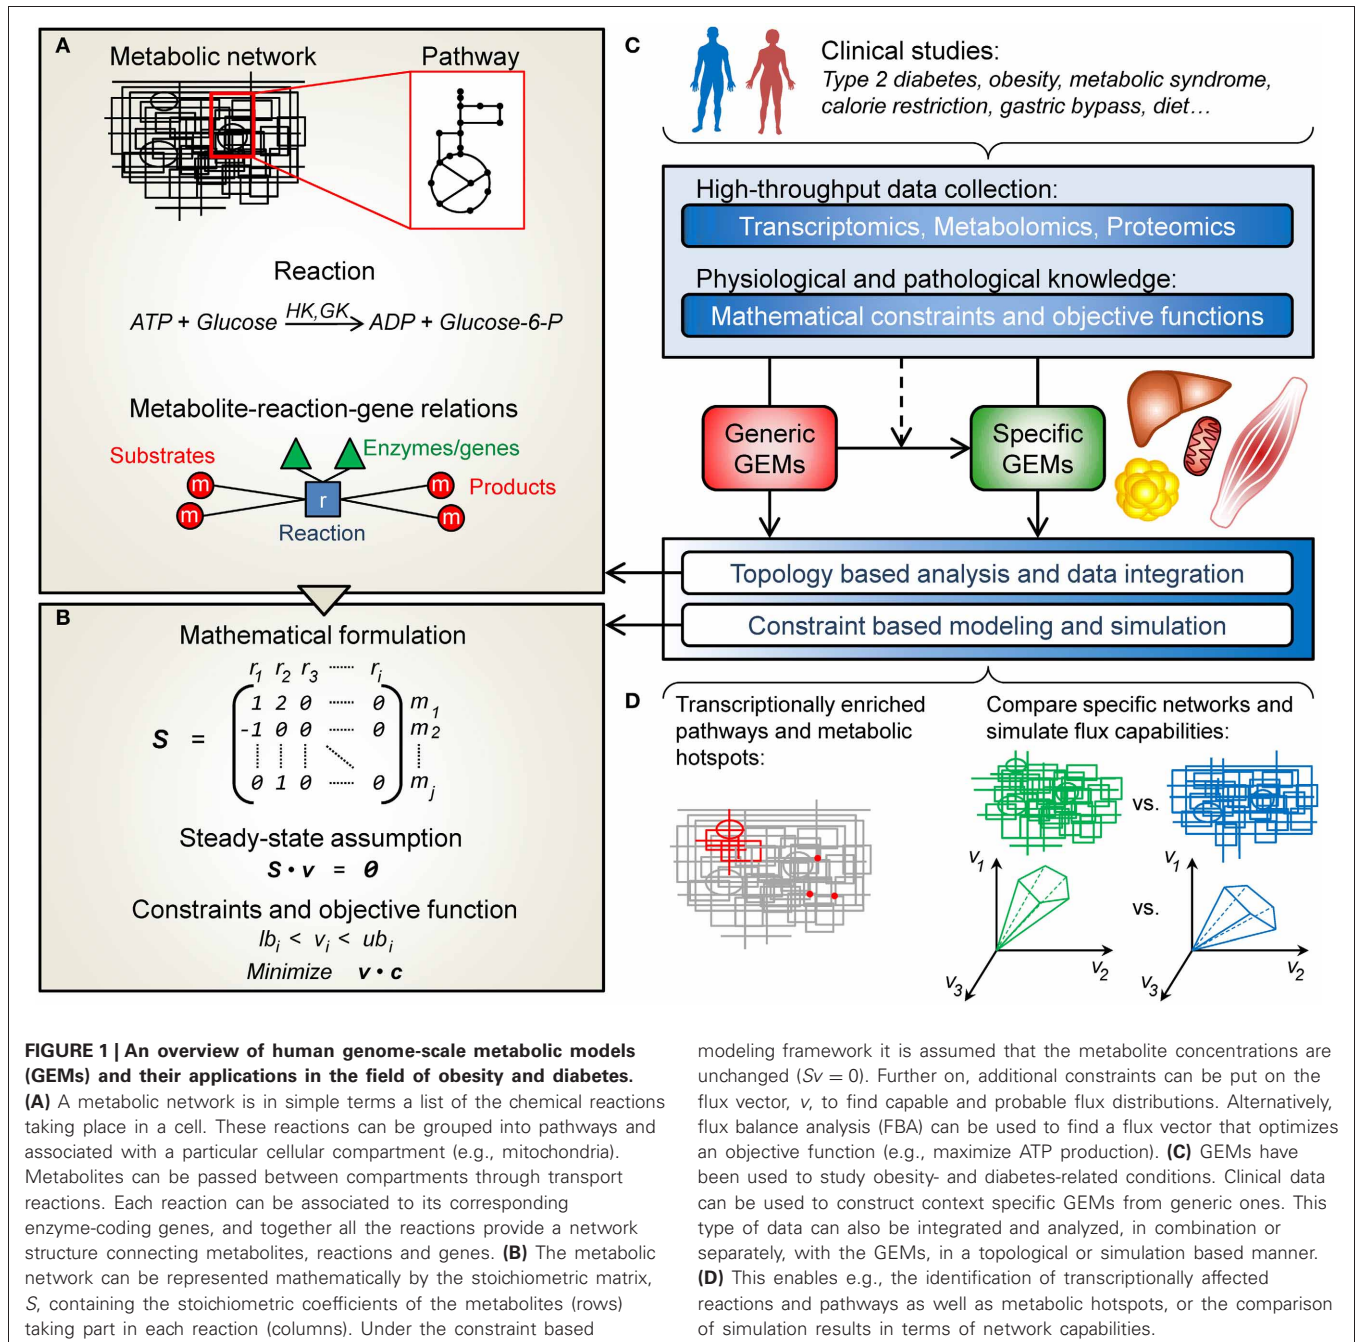 A
Metabolic network
Pathway
Reaction
ATP + Glucose HK,GK ADP + Glucose-6-P
Metabolite-reaction-gene relations
Enzymes/genes
Substrates
m
m
r
m
m
Products
Reaction
B
Mathematical formulation
r1 r2 r3 ······· ri
S = 1 2 0 ······· 0 m1
-1 0 0 ······· 0 m2
0 1 0 ······· 0 mj
Steady-state assumption
S • v = 0
Constraints and objective function
lbi < vi < ubi
Minimize v • c
C
Clinical studies:
Type 2 diabetes, obesity, metabolic syndrome,
calorie restriction, gastric bypass, diet...
High-throughput data collection:
Transcriptomics, Metabolomics, Proteomics
Physiological and pathological knowledge:
Mathematical constraints and objective functions
Generic
GEMs
Specific
GEMs
Topology based analysis and data integration
Constraint based modeling and simulation
D
Transcriptionally enriched
pathways and metabolic
hotspots:
Compare specific networks and
simulate flux capabilities:
vs.
v1
v2
v3
vs.
v1
v2
v3
FIGURE 1 | An overview of human genome-scale metabolic models
(GEMs) and their applications in the field of obesity and diabetes.
(A) A metabolic network is in simple terms a list of the chemical reactions
taking place in a cell. These reactions can be grouped into pathways and
associated with a particular cellular compartment (e.g., mitochondria).
Metabolites can be passed between compartments through transport
reactions. Each reaction can be associated to its corresponding
enzyme-coding genes, and together all the reactions provide a network
structure connecting metabolites, reactions and genes. (B) The metabolic
network can be represented mathematically by the stoichiometric matrix,
S, containing the stoichiometric coefficients of the metabolites (rows)
taking part in each reaction (columns). Under the constraint based
modeling framework it is assumed that the metabolite concentrations are
unchanged (Sv = 0). Further on, additional constraints can be put on the
flux vector, v, to find capable and probable flux distributions. Alternatively,
flux balance analysis (FBA) can be used to find a flux vector that optimizes
an objective function (e.g., maximize ATP production). (C) GEMs have
been used to study obesity- and diabetes-related conditions. Clinical data
can be used to construct context specific GEMs from generic ones. This
type of data can also be integrated and analyzed, in combination or
separately, with the GEMs, in a topological or simulation based manner.
(D) This enables e.g., the identification of transcriptionally affected
reactions and pathways as well as metabolic hotspots, or the comparison
of simulation results in terms of network capabilities.